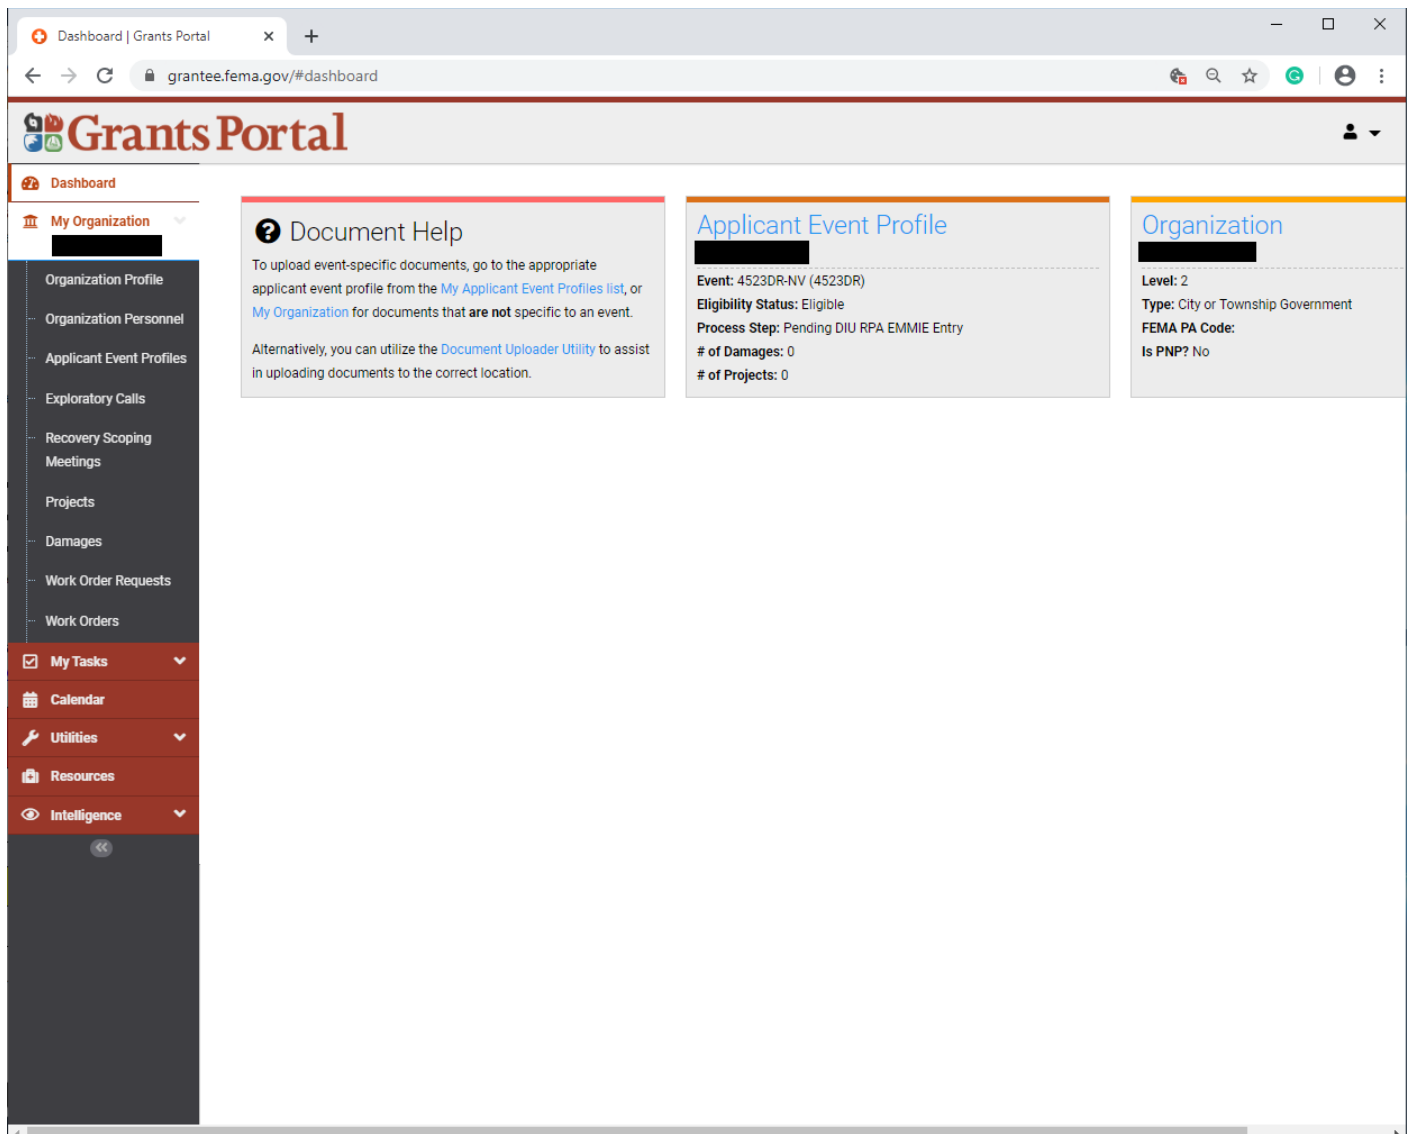 Dashboard | Grants Portal
grantee.fema.gov/#dashboard
Grants Portal
Dashboard
My Organization
Organization Profile
Organization Personnel
Applicant Event Profiles
Exploratory Calls
Recovery Scoping
Meetings
Projects
Damages
Work Order Requests
Work Orders
My Tasks
Calendar
Utilities
Resources
Intelligence
Document Help
To upload event-specific documents, go to the appropriate
applicant event profile from the My Applicant Event Profiles list, or
My Organization for documents that are not specific to an event.
Alternatively, you can utilize the Document Uploader Utility to assist
in uploading documents to the correct location.
Applicant Event Profile
Event: 4523DR-NV (4523DR)
Eligibility Status: Eligible
Process Step: Pending DIU RPA EMMIE Entry
# of Damages: 0
# of Projects: 0
Organization
Level: 2
Type: City or Township Government
FEMA PA Code:
Is PNP? No